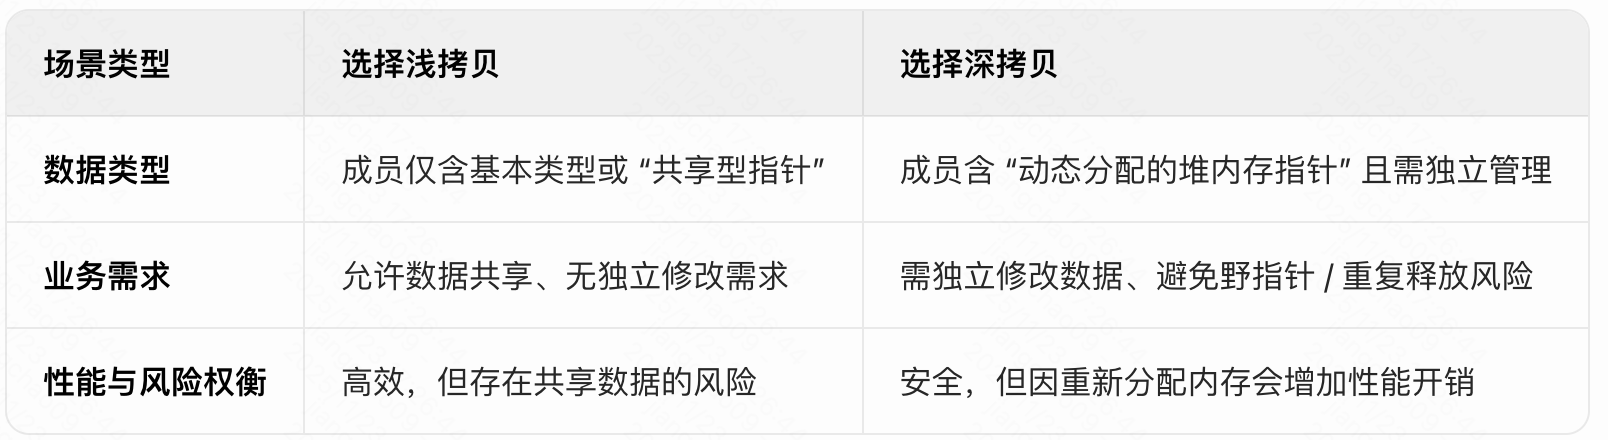 场景类型 选择浅拷贝 选择深拷贝
数据类型 成员仅含基本类型或 “共享型指针” 成员含 “动态分配的堆内存指针” 且需独立管理
业务需求 允许数据共享、无独立修改需求 需独立修改数据、避免野指针 / 重复释放风险
性能与风险权衡 高效，但存在共享数据的风险 安全，但因重新分配内存会增加性能开销